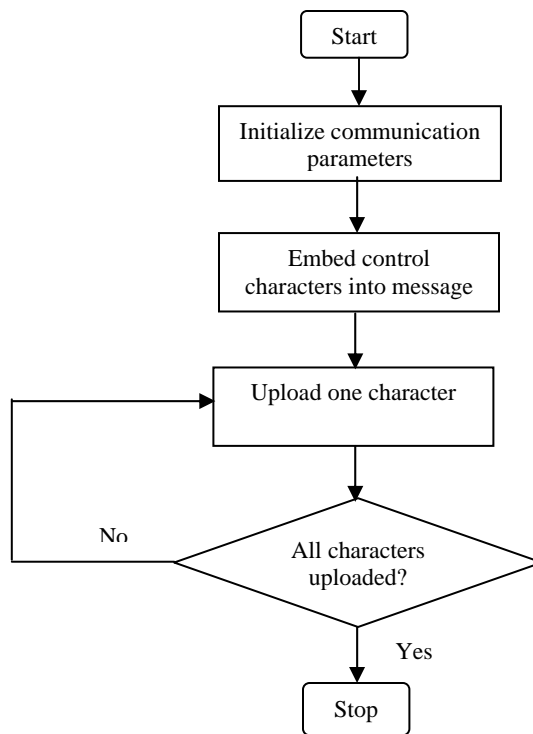 Start
Initialize communication
parameters
Embed control
characters into message
Upload one character
No
All characters
uploaded?
Yes
Stop